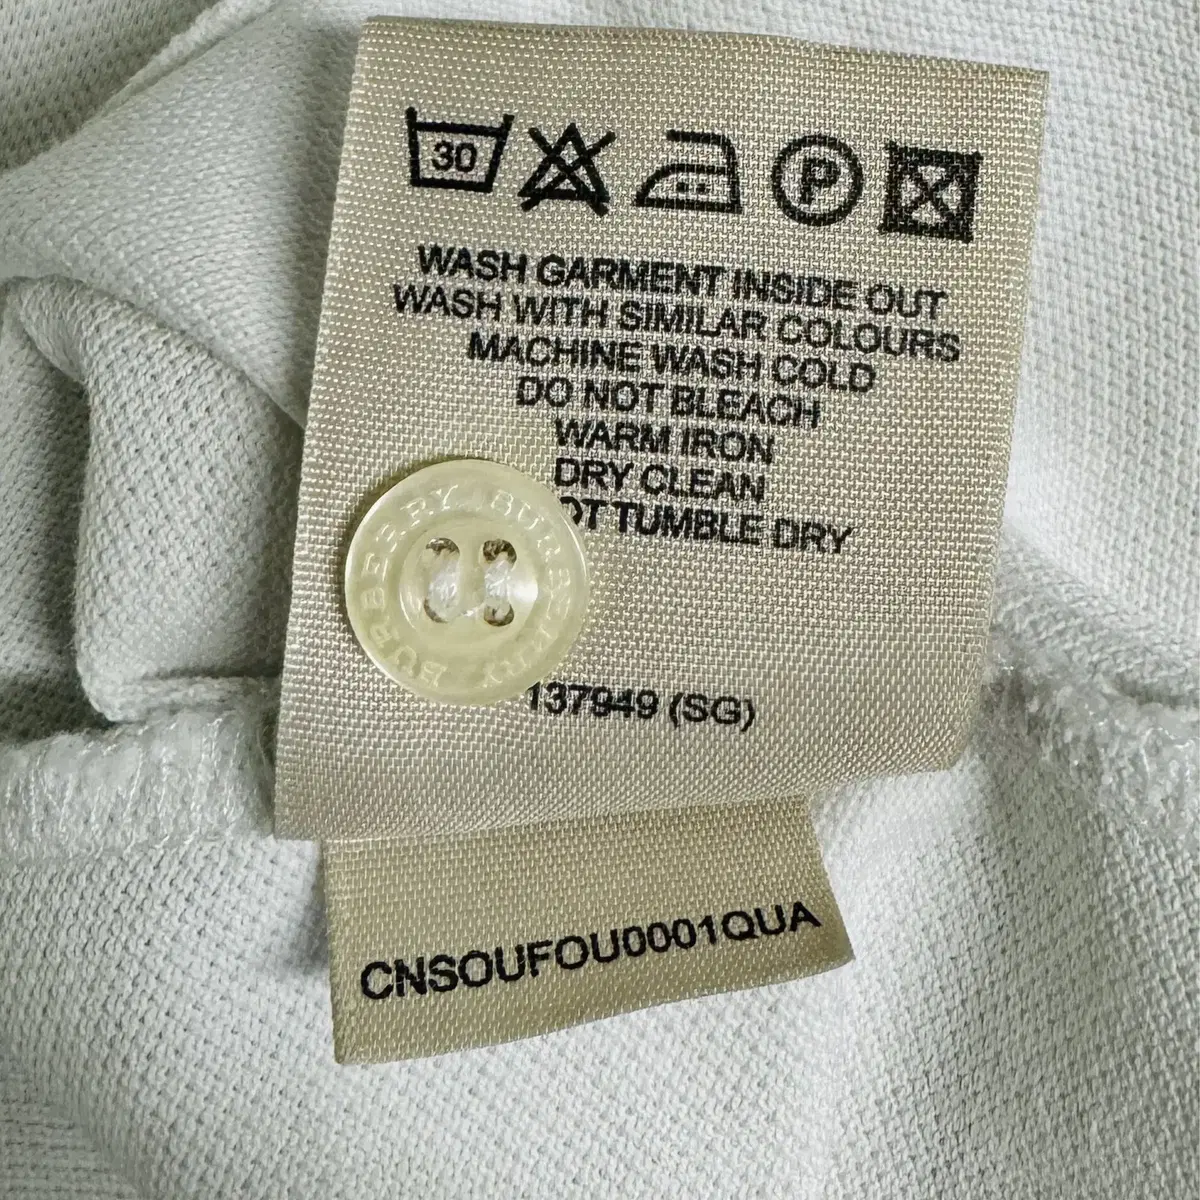 30
P
WASH GARMENT INSIDE OUT
WASH WITH SIMILAR COLOURS
MACHINE WASH COLD
DO NOT BLEACH
WARM IRON
DRY CLEAN
TUMBLE DRY
BURBERRY BURBERRY
137949 (SG)
CNSOUFOU0001QUA